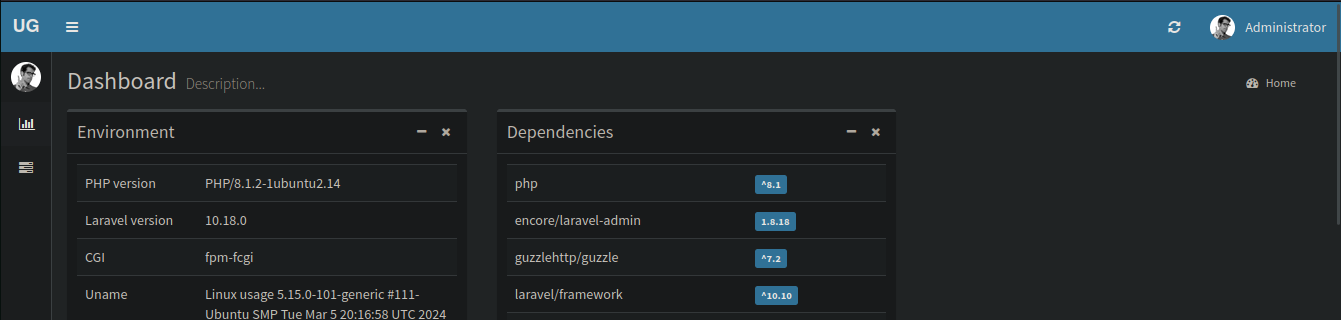 UG
Administrator
Dashboard Description...
Home
Environment
PHP version PHP/8.1.2-1ubuntu2.14
Laravel version 10.18.0
CGI fpm-fcgi
Uname Linux usage 5.15.0-101-generic #111-
Ubuntu SMP Tue Mar 5 20:16:58 UTC 2024
Dependencies
php ^8.1
encore/laravel-admin 1.8.18
guzzlehttp/guzzle ^7.2
laravel/framework ^10.10